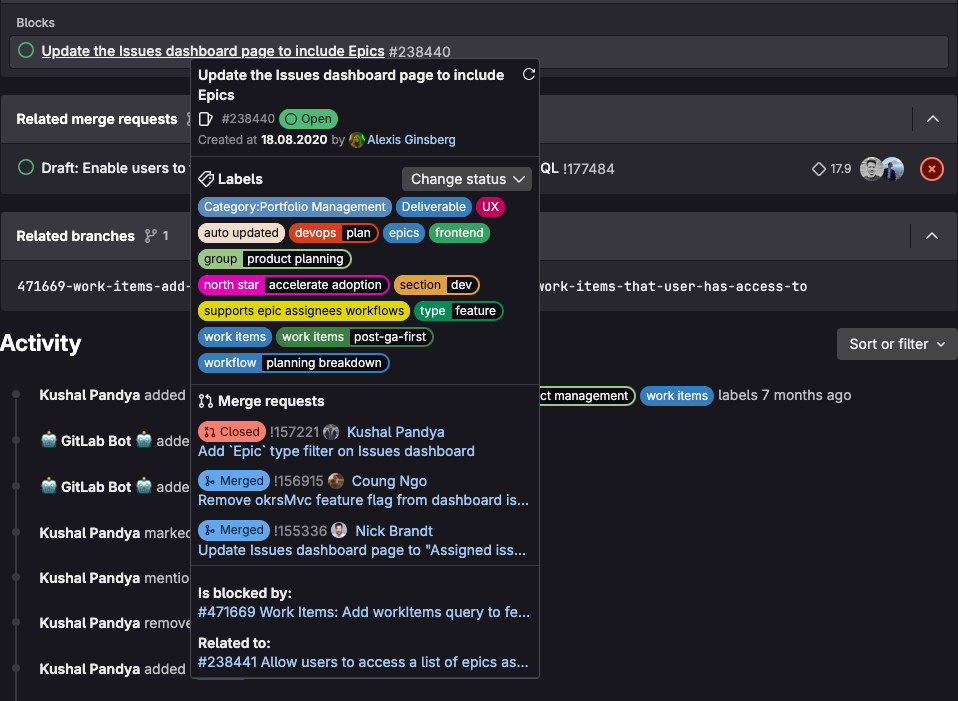 Blocks
Update the Issues dashboard page to include Epics #238440
Update the Issues dashboard page to include
Epics
#238440 Open
Created at 18.08.2020 by Alexis Ginsberg
Related merge requests
Draft: Enable users to
QL !177484
17.9
Labels
Change status
Category:Portfolio Management Deliverable UX
auto updated devops plan epics frontend
group product planning
north star accelerate adoption section dev
supports epic assignees workflows type feature
work items work items post-ga-first
workflow planning breakdown
Related branches 1
471669-work-items-add-
work-items-that-user-has-access-to
Activity
Sort or filter
Merge requests
Closed !157221 Kushal Pandya
Add `Epic` type filter on Issues dashboard
Merged !156915 Coung Ngo
Remove okrsMvc feature flag from dashboard is...
Merged !155336 Nick Brandt
Update Issues dashboard page to "Assigned iss...
Is blocked by:
#471669 Work Items: Add workItems query to fe...
Related to:
#238441 Allow users to access a list of epics as...
Kushal Pandya added
ct management work items labels 7 months ago
GitLab Bot adde
GitLab Bot adde
Kushal Pandya marked
Kushal Pandya mentio
Kushal Pandya remove
Kushal Pandya added